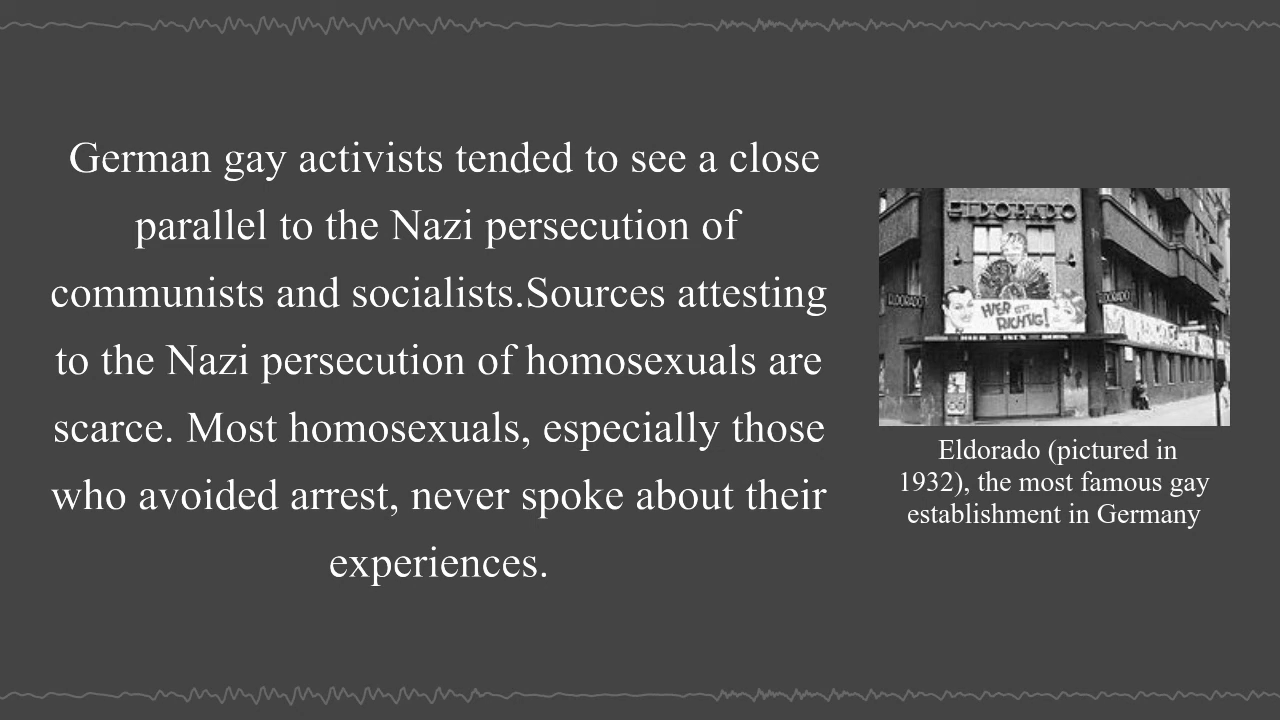 German gay activists tended to see a close
parallel to the Nazi persecution of
communists and socialists.Sources attesting
to the Nazi persecution of homosexuals are
scarce. Most homosexuals, especially those
who avoided arrest, never spoke about their
experiences.
ELDORADO
ELDORADO
ELDORADO
HIER IST'S
RICHTIG!
Eldorado (pictured in
1932), the most famous gay
establishment in Germany